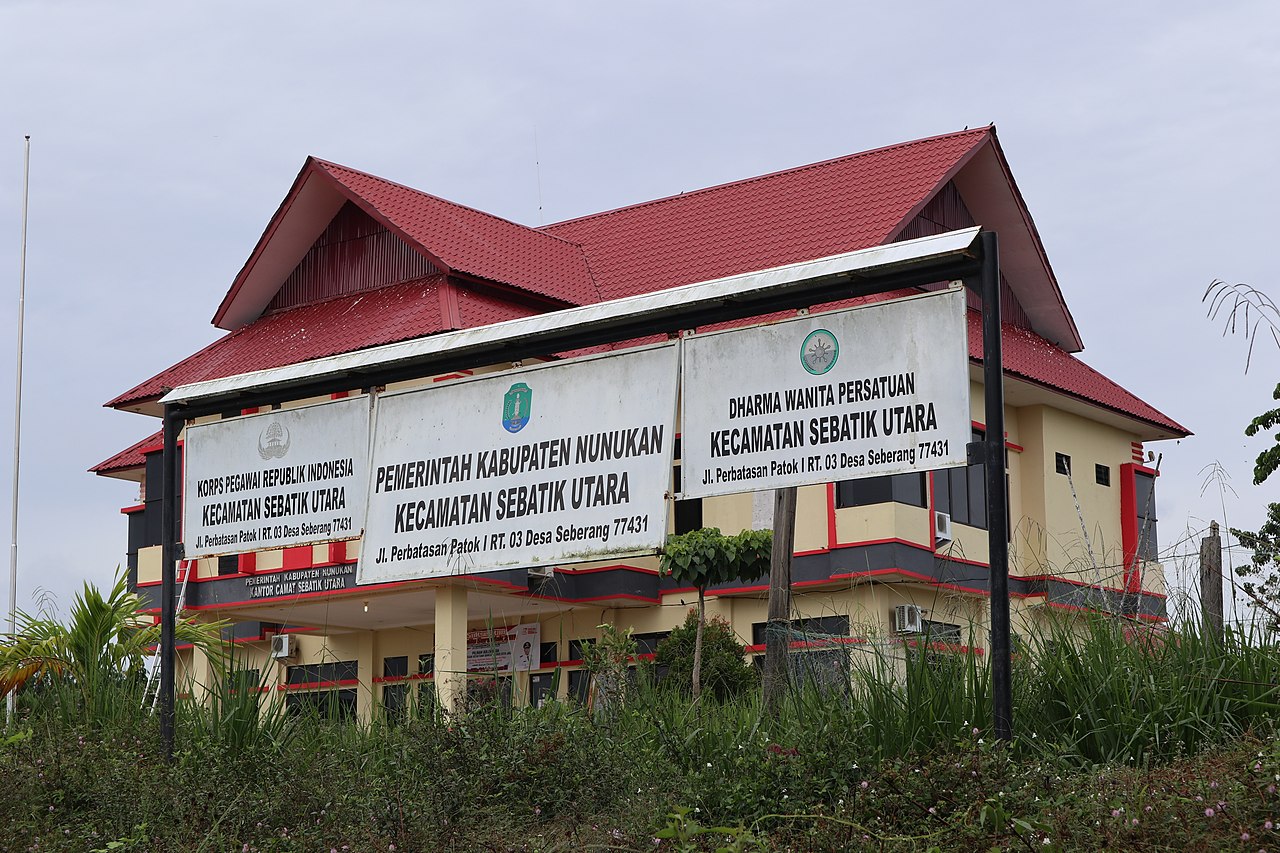 KORPS PEGAWAI REPUBLIK INDONESIA
KECAMATAN SEBATIK UTARA
Jl. Perbatasan Patok I RT. 03 Desa Seberang 77431
PEMERINTAH KABUPATEN NUNUKAN
KECAMATAN SEBATIK UTARA
Jl. Perbatasan Patok I RT. 03 Desa Seberang 77431
DHARMA WANITA PERSATUAN
KECAMATAN SEBATIK UTARA
Jl. Perbatasan Patok I RT. 03 Desa Seberang 77431
PEMERINTAH KABUPATEN NUNUKAN
KANTOR CAMAT SEBATIK UTARA